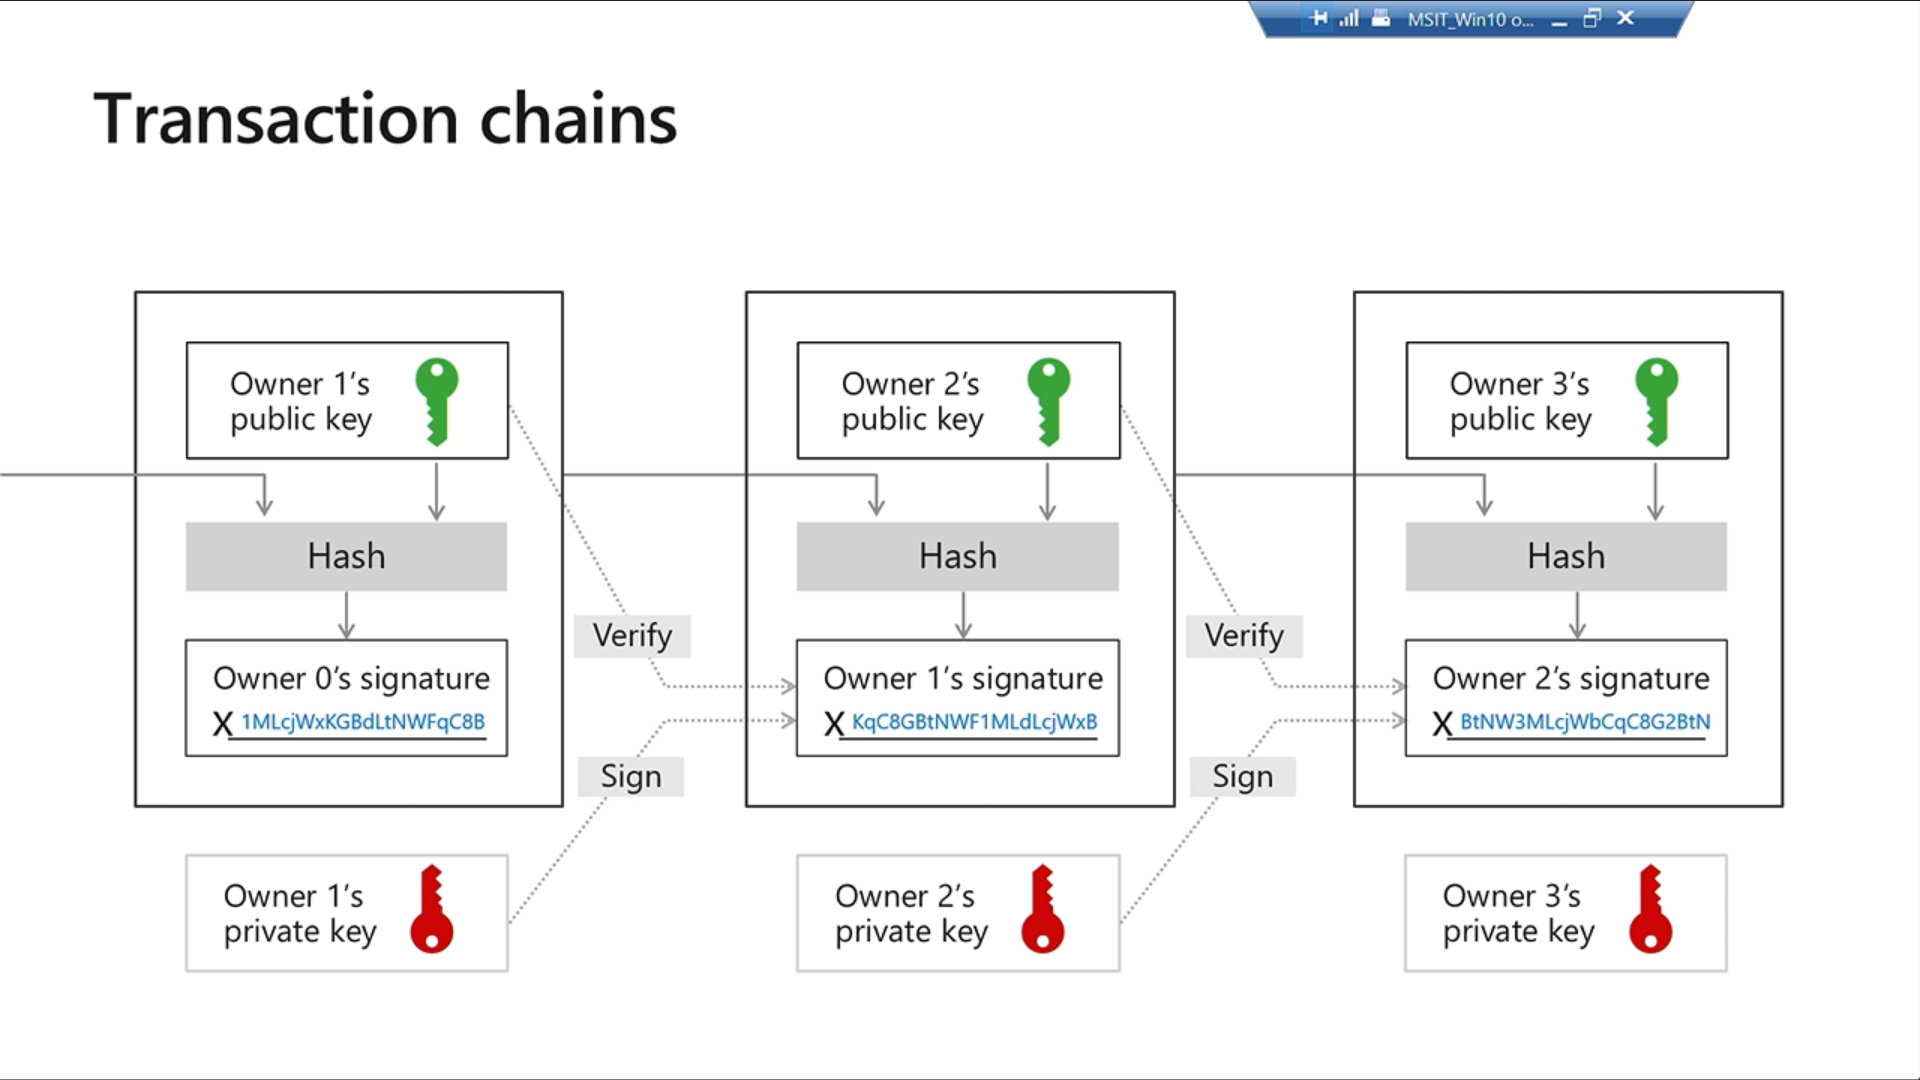 MSIT_Win10 o...
Transaction chains
Owner 1's
public key
Hash
Owner 0's signature
X 1MLcjWxKGBdLtNWFqC8B
Owner 1's
private key
Verify
Sign
Owner 2's
public key
Hash
Owner 1's signature
X KqC8GBtNWF1MLdLcjWxB
Owner 2's
private key
Verify
Sign
Owner 3's
public key
Hash
Owner 2's signature
X BtNW3MLcjWbCqC8G2BtN
Owner 3's
private key